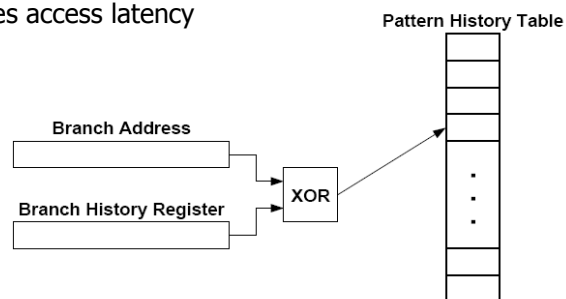 es access latency
Pattern History Table
Branch Address
XOR
Branch History Register